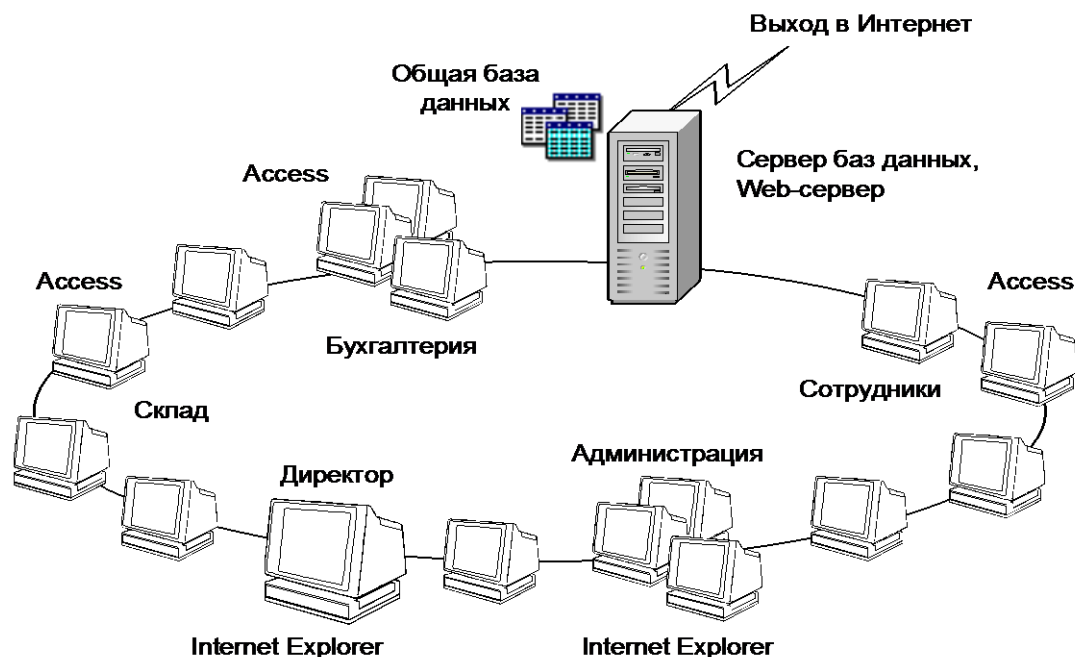 Выход в Интернет
Общая база
данных
Сервер баз данных,
Web-сервер
Access
Access
Access
Бухгалтерия
Сотрудники
Склад
Директор
Администрация
Internet Explorer
Internet Explorer